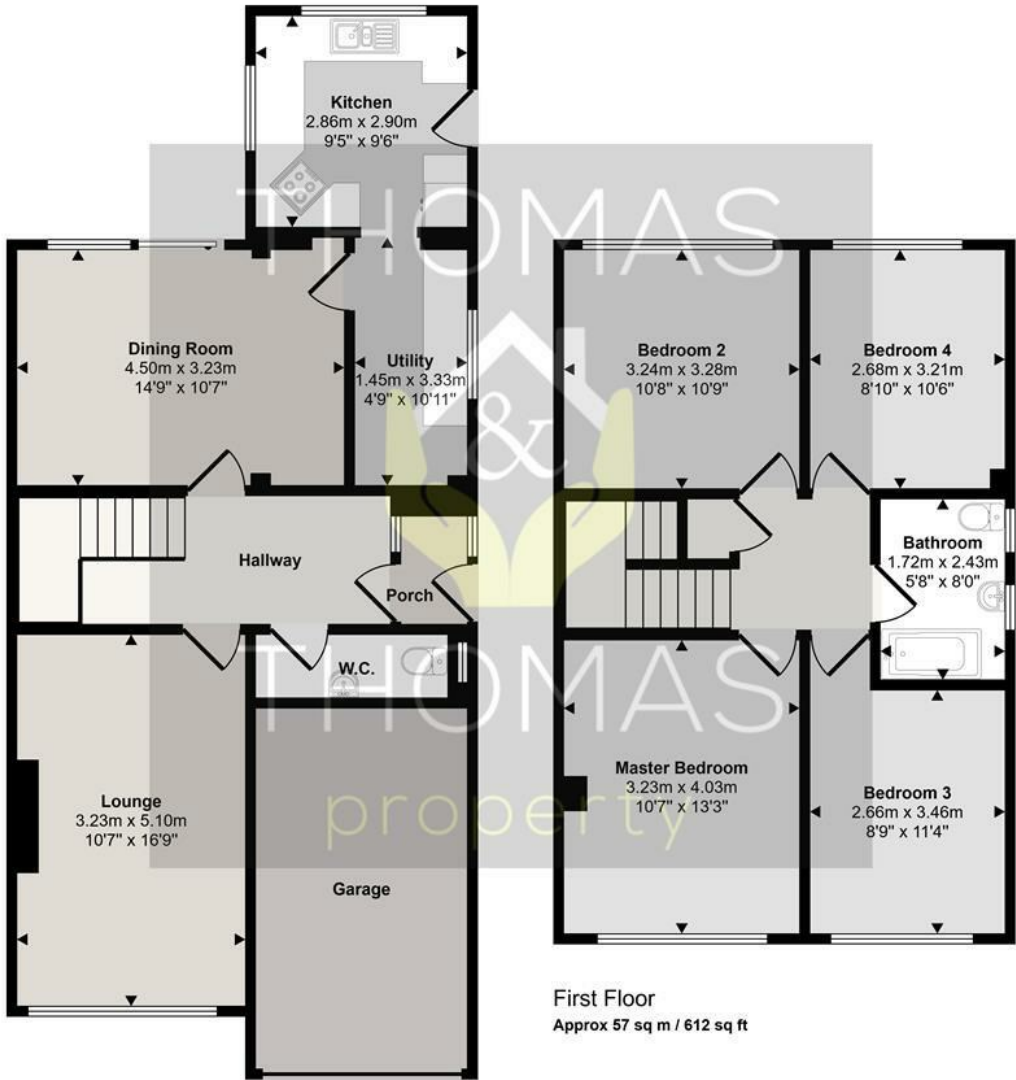 Kitchen
2.86m x 2.90m
9'5" x 9'6"
THOMAS
Dining Room
4.50m x 3.23m
14'9" x 10'7"
Utility
1.45m x 3.33m
4'9" x 10'11"
Bedroom 2
3.24m x 3.28m
10'8" x 10'9"
Bedroom 4
2.68m x 3.21m
8'10" x 10'6"
&
Hallway
Porch
Bathroom
1.72m x 2.43m
5'8" x 8'0"
W.C.
THOMAS
Lounge
3.23m x 5.10m
10'7" x 16'9"
Master Bedroom
3.23m x 4.03m
10'7" x 13'3"
Bedroom 3
2.66m x 3.46m
8'9" x 11'4"
property
Garage
First Floor
Approx 57 sq m / 612 sq ft